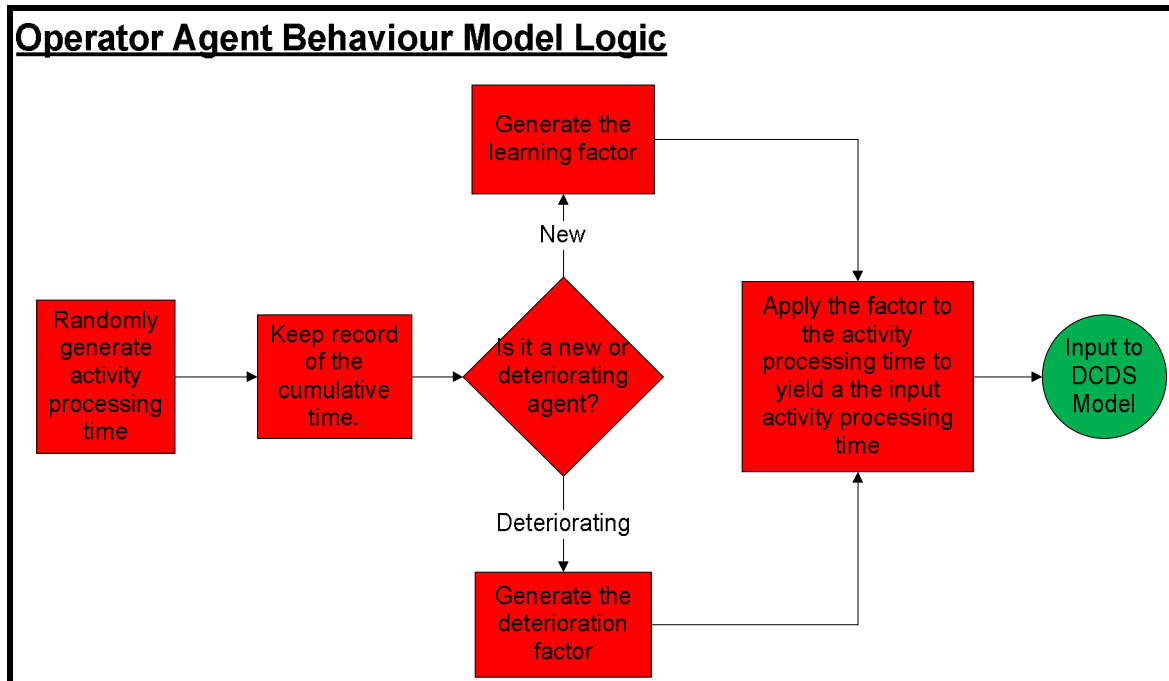 Operator Agent Behaviour Model Logic
Generate the
learning factor
New
Randomly
generate
activity
processing
time
Keep record
of the
cumulative
time.
Is it a new or
deteriorating
agent?
Apply the factor to
the activity
processing time to
yield a the input
activity processing
time
Input to
DCDS
Model
Deteriorating
Generate the
deterioration
factor